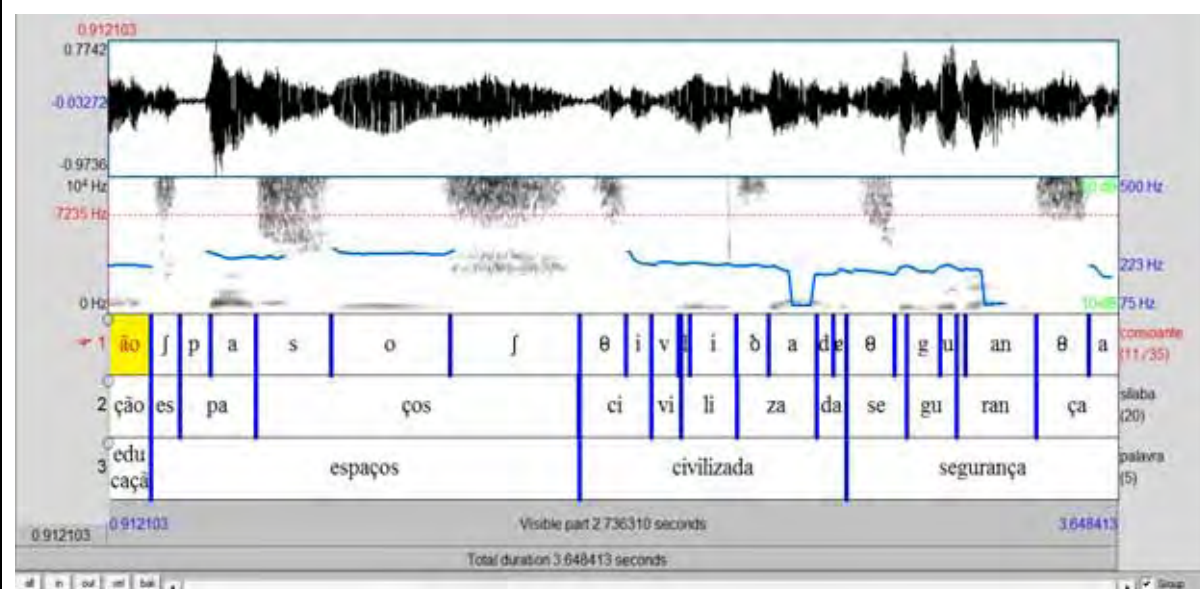 0.912103
0.7742
-0.03272
-0.9736
10⁴ Hz
500 Hz
7235 Hz
223 Hz
0 Hz
75 Hz
1 ão ʃ p a s o ʃ θ i v i ð a d e θ g u an θ a consoante
(11/35)
2 ção es pa ços ci vi li za da se gu ran ça sílaba
(20)
3 edu
caçã espaços civilizada segurança palavra
(5)
0.912103 Visible part 2.736310 seconds 3.648413
0.912103
Total duration 3.648413 seconds
all in out sel bak Group